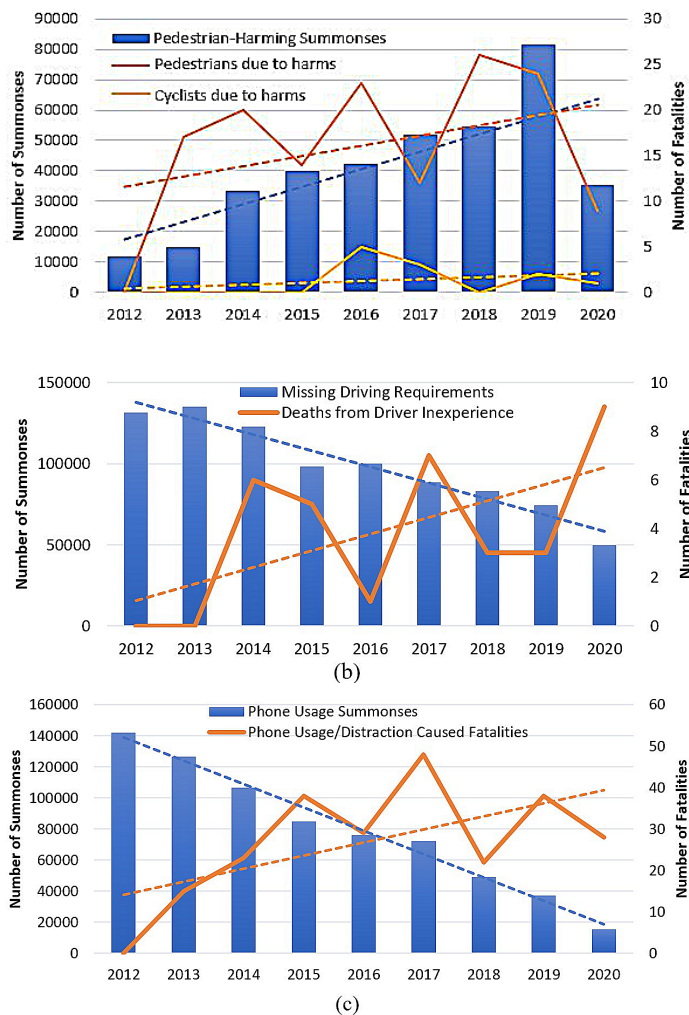 90000 30
Pedestrian-Harming Summonses
80000
Pedestrians due to harms 25
70000
Cyclists due to harms
60000 20
50000
15
40000
30000 10
20000
5
10000
0 0
Number of Summonses
Number of Fatalities
2012 2013 2014 2015 2016 2017 2018 2019 2020
150000 10
Missing Driving Requirements
Deaths from Driver Inexperience
8
100000
6
4
50000
2
0 0
Number of Summonses
Number of Fatalities
2012 2013 2014 2015 2016 2017 2018 2019 2020
(b)
160000 60
Phone Usage Summonses
140000
Phone Usage/Distraction Caused Fatalities 50
120000
40
100000
80000 30
60000
20
40000
10
20000
0 0
Number of Summonses
Number of Fatalities
2012 2013 2014 2015 2016 2017 2018 2019 2020
(c)